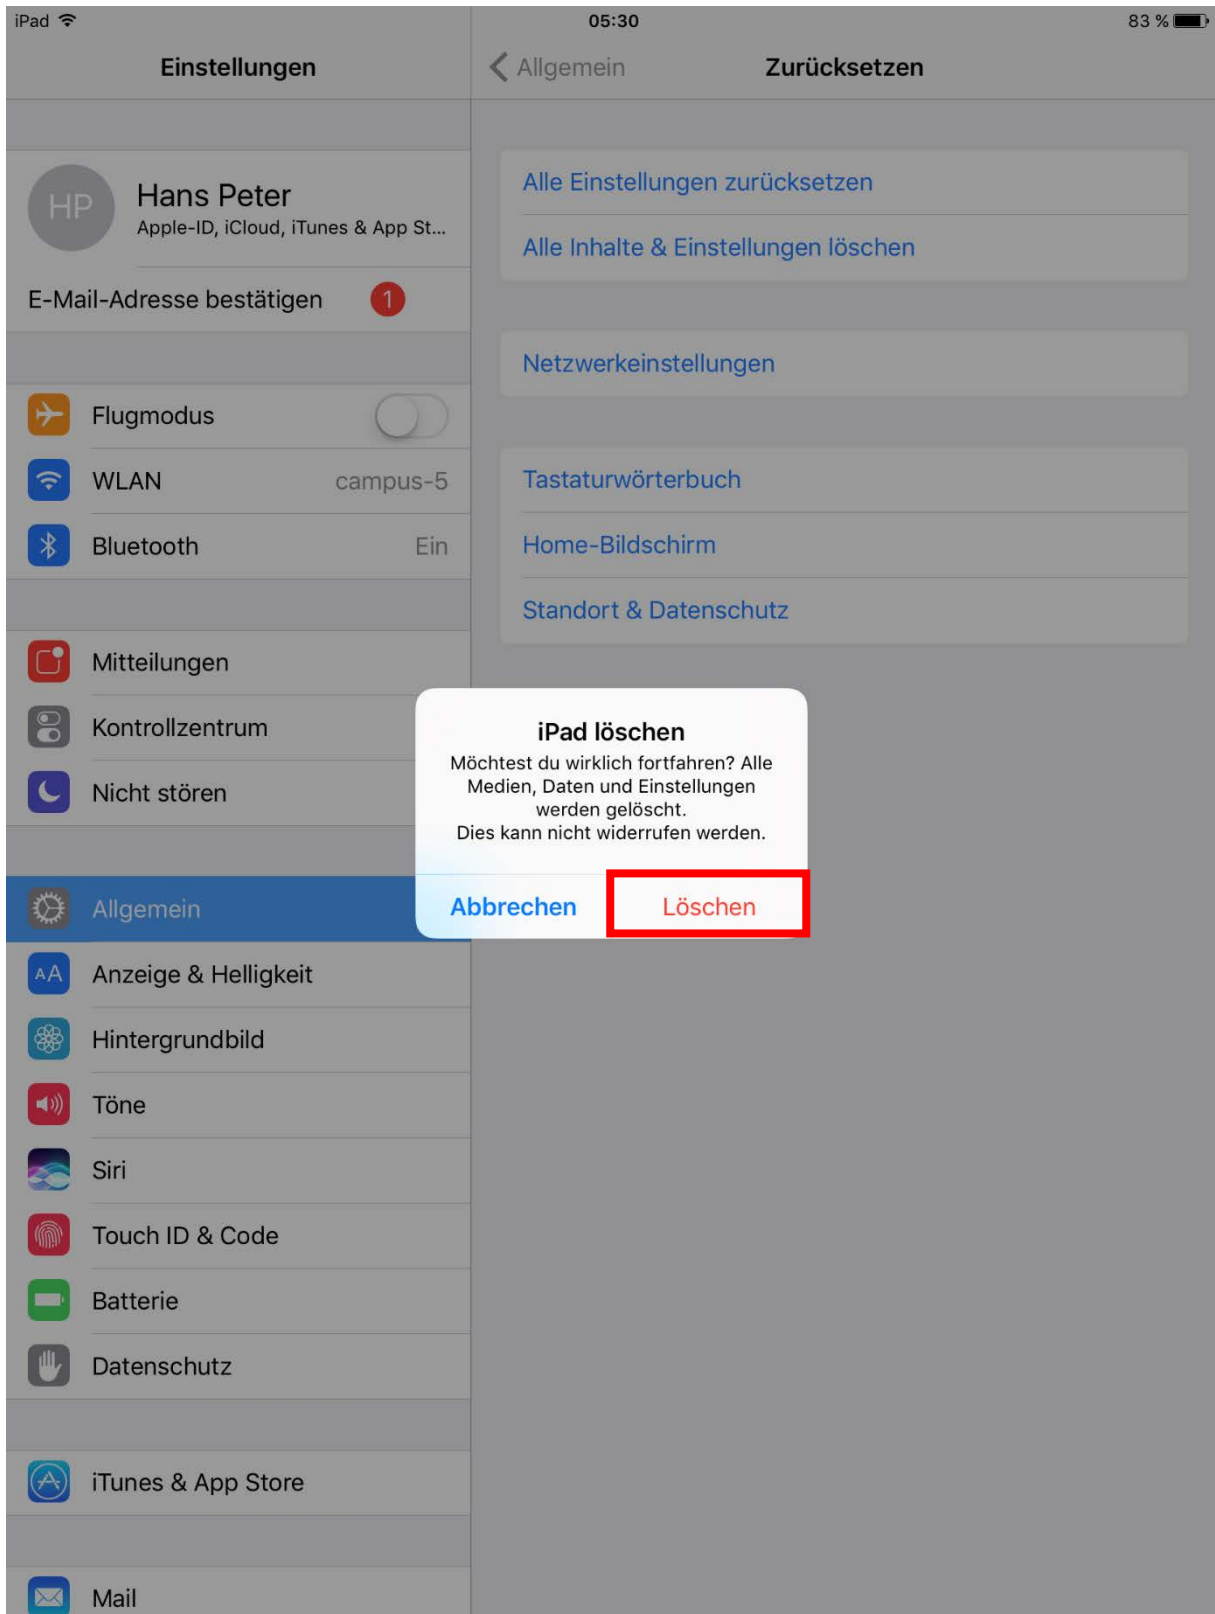 iPad
05:30
83 %
Einstellungen
Allgemein
Zurücksetzen
HP
Hans Peter
Apple-ID, iCloud, iTunes & App St...
E-Mail-Adresse bestätigen
1
Flugmodus
WLAN
campus-5
Bluetooth
Ein
Mitteilungen
Kontrollzentrum
Nicht stören
Allgemein
AA
Anzeige & Helligkeit
Hintergrundbild
Töne
Siri
Touch ID & Code
Batterie
Datenschutz
iTunes & App Store
Mail
Alle Einstellungen zurücksetzen
Alle Inhalte & Einstellungen löschen
Netzwerkeinstellungen
Tastaturwörterbuch
Home-Bildschirm
Standort & Datenschutz
iPad löschen
Möchtest du wirklich fortfahren? Alle
Medien, Daten und Einstellungen
werden gelöscht.
Dies kann nicht widerrufen werden.
Abbrechen
Löschen